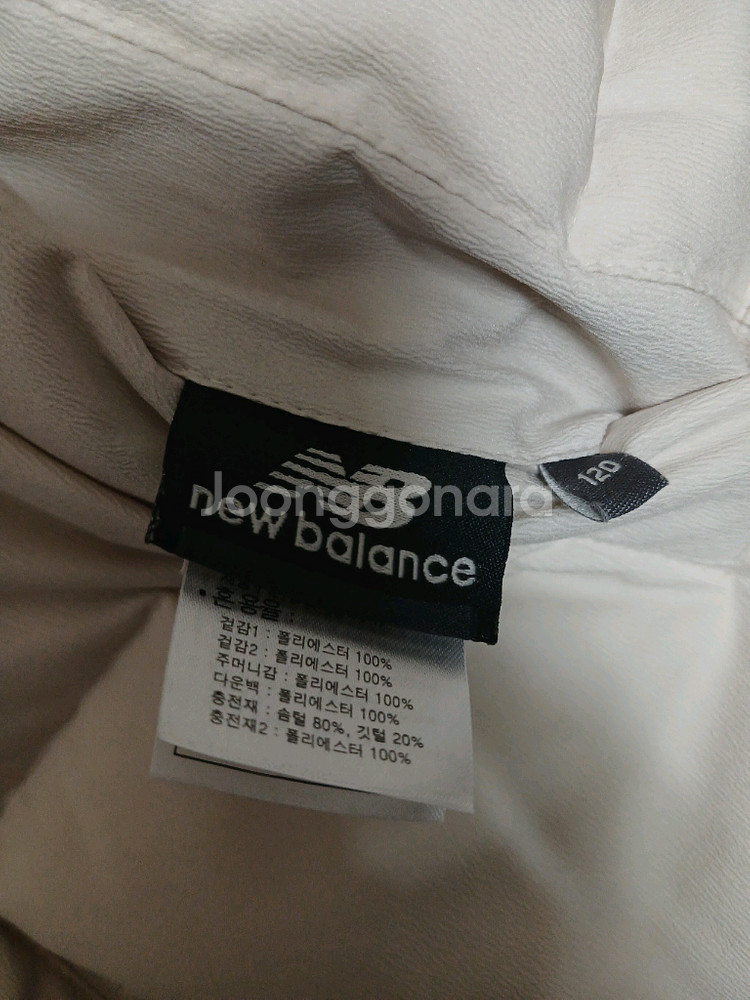 Joonggonara
120
new balance
겉감1 : 폴리에스터 100%
겉감2 : 폴리에스터 100%
주머니감 : 폴리에스터 100%
다운백 : 폴리에스터 100%
충전재 : 솜털 80%, 깃털 20%
충전재2 : 폴리에스터 100%